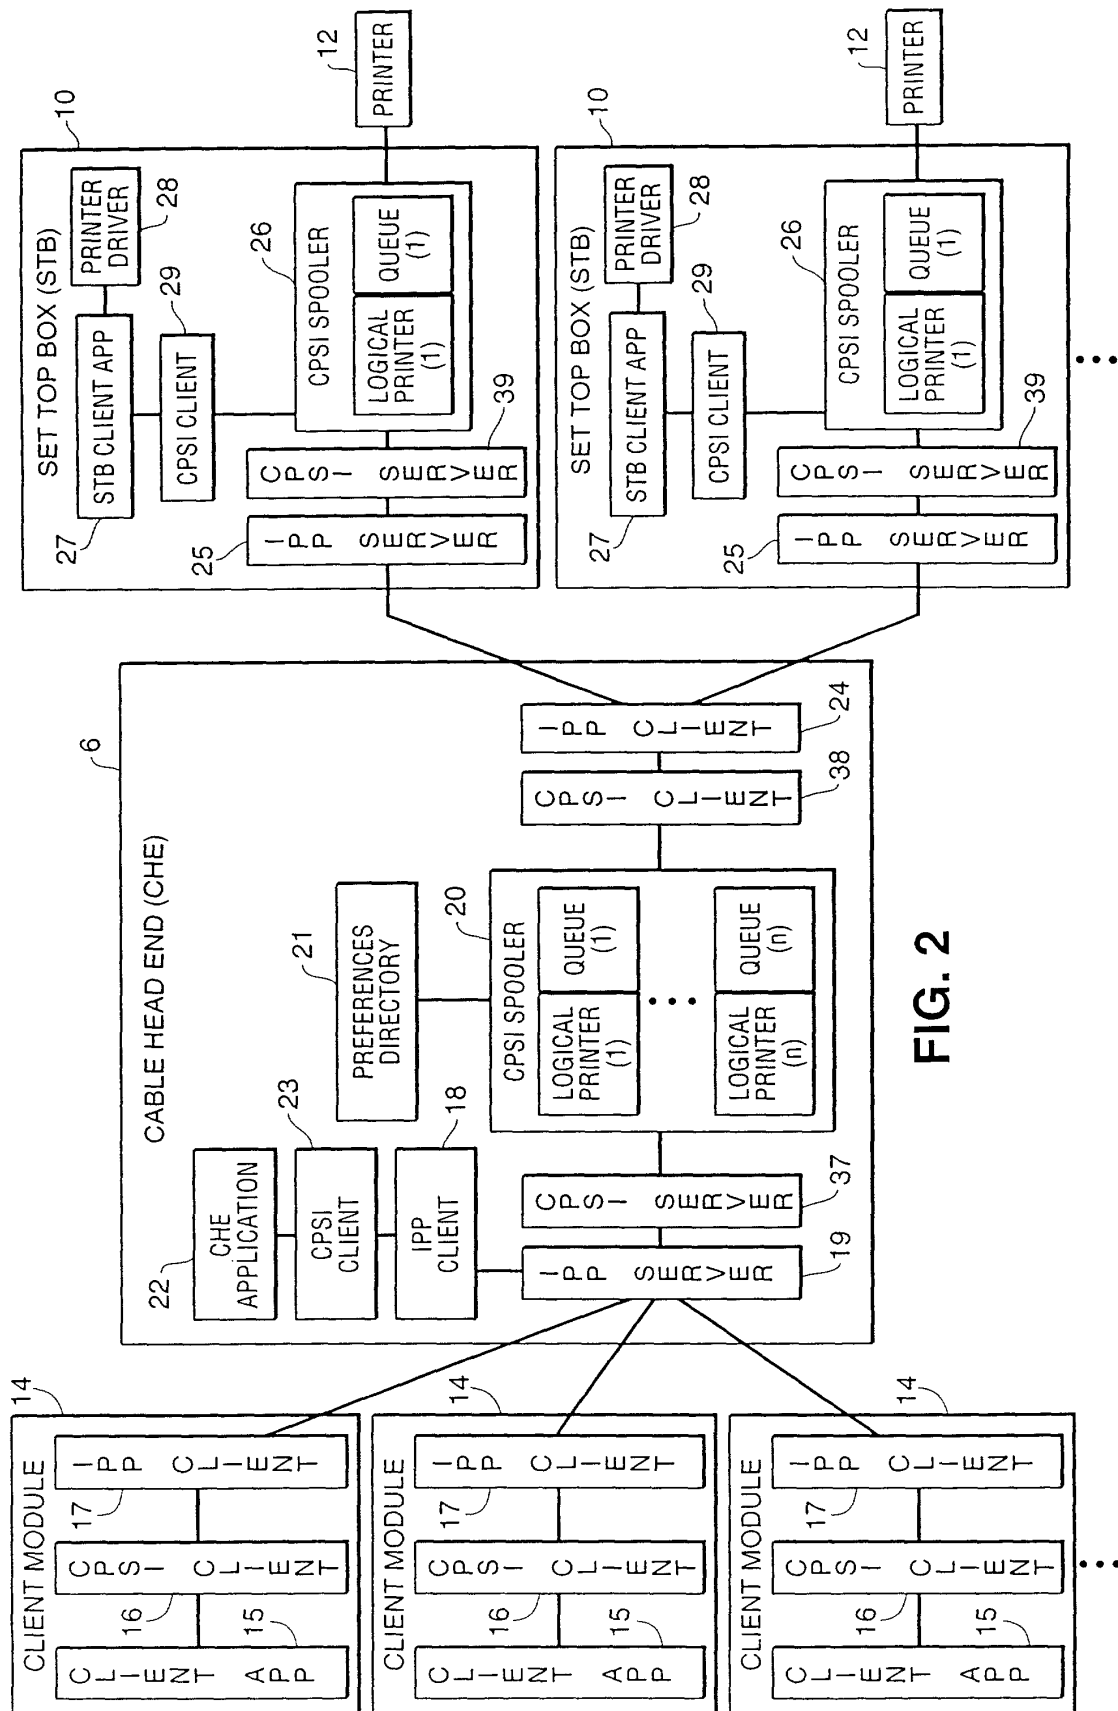 CLIENT MODULE
14
CLIENT APP
15
CPSI CLIENT
16
IPP CLIENT
17
CLIENT MODULE
14
CLIENT APP
15
CPSI CLIENT
16
IPP CLIENT
17
CLIENT MODULE
14
CLIENT APP
15
CPSI CLIENT
16
IPP CLIENT
17
CABLE HEAD END (CHE)
6
CHE
APPLICATION
22
CPSI
CLIENT
23
IPP
CLIENT
18
IPP SERVER
19
CPSI SERVER
37
PREFERENCES
DIRECTORY
21
CPSI SPOOLER
20
LOGICAL
PRINTER
(1)
QUEUE
(1)
LOGICAL
PRINTER
(n)
QUEUE
(n)
CPSI CLIENT
38
IPP CLIENT
24
SET TOP BOX (STB)
10
STB CLIENT APP
27
PRINTER
DRIVER
28
CPSI CLIENT
29
IPP SERVER
25
CPSI SERVER
39
CPSI SPOOLER
26
LOGICAL
PRINTER
(1)
QUEUE
(1)
PRINTER
12
SET TOP BOX (STB)
10
STB CLIENT APP
27
PRINTER
DRIVER
28
CPSI CLIENT
29
IPP SERVER
25
CPSI SERVER
39
CPSI SPOOLER
26
LOGICAL
PRINTER
(1)
QUEUE
(1)
PRINTER
12
FIG. 2